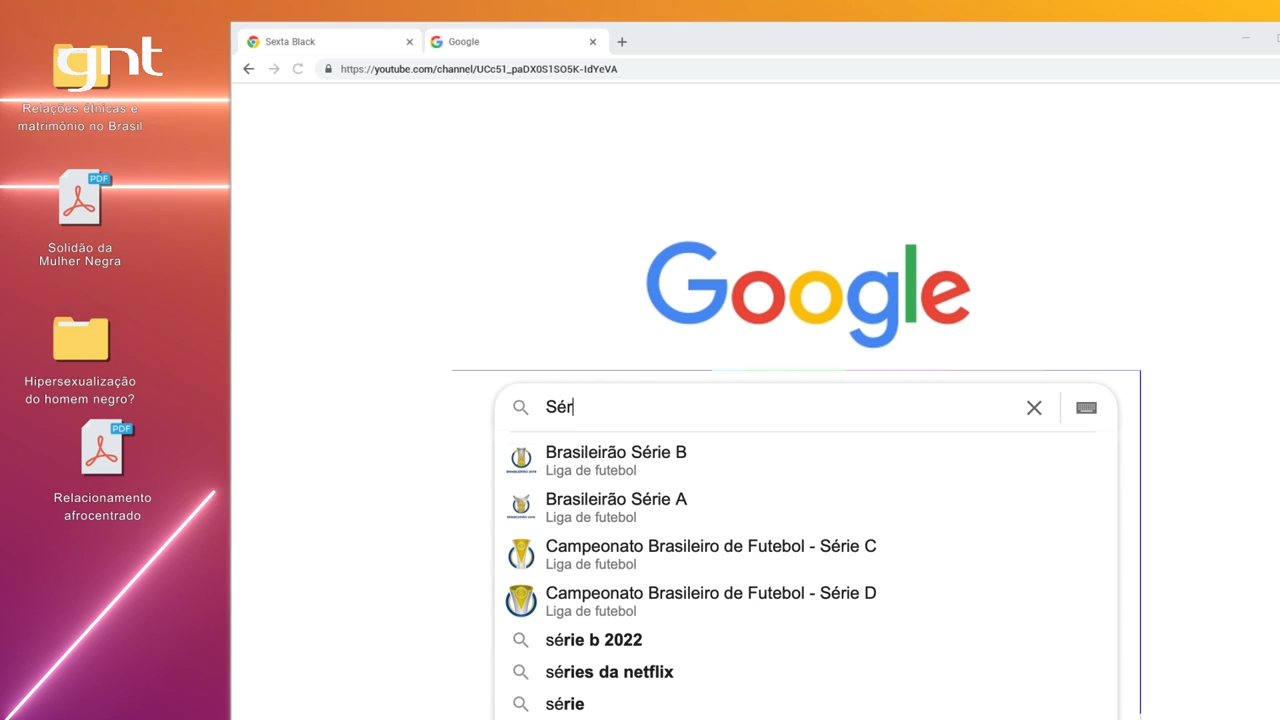 gnt
Relações étnicas e
matrimônio no Brasil
PDF
Solidão da
Mulher Negra
Hipersexualização
do homem negro?
PDF
Relacionamento
afrocentrado
Sexta Black
Google
https://youtube.com/channel/UCc51_paDX0S1SO5K-IdYeVA
Google
Sér
Brasileirão Série B
Liga de futebol
Brasileirão Série A
Liga de futebol
Campeonato Brasileiro de Futebol - Série C
Liga de futebol
Campeonato Brasileiro de Futebol - Série D
Liga de futebol
série b 2022
séries da netflix
série